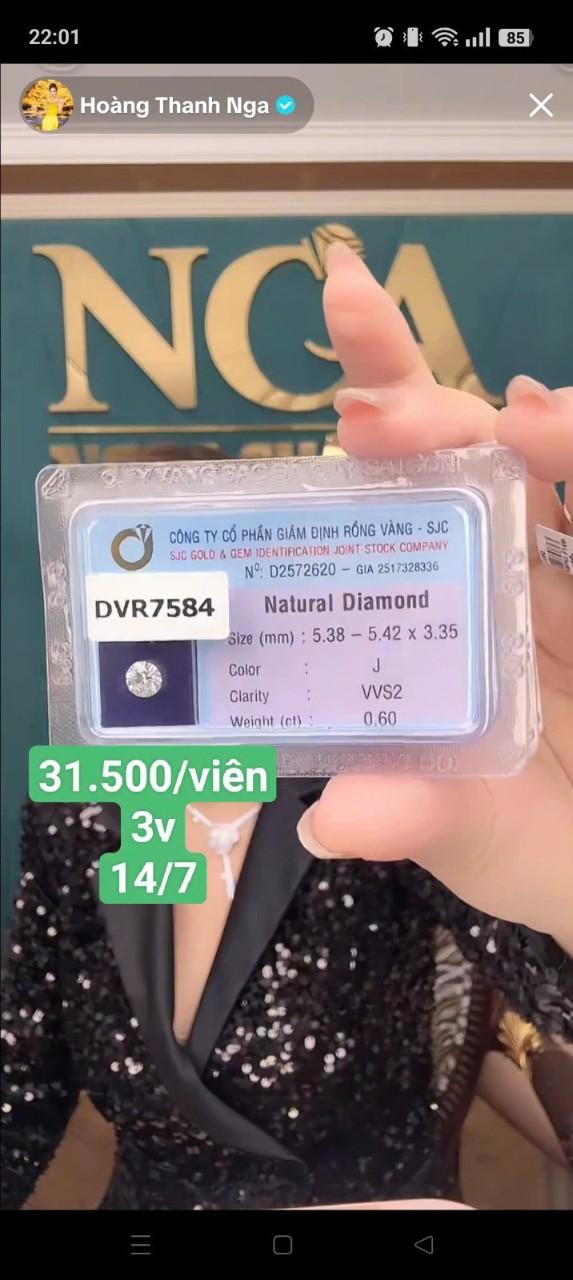 22:01
85
Hoàng Thanh Nga
NCA
CÔNG TY CỔ PHẦN GIÁM ĐỊNH RỒNG VÀNG - SJC
SJC GOLD & GEM IDENTIFICATION JOINT STOCK COMPANY
Nº: D2572620 – GIA 2517328336
DVR7584
Natural Diamond
Size (mm) : 5.38 – 5.42 x 3.35
Color : J
Clarity : VVS2
Weight (ct) : 0.60
31.500/viên
3v
14/7